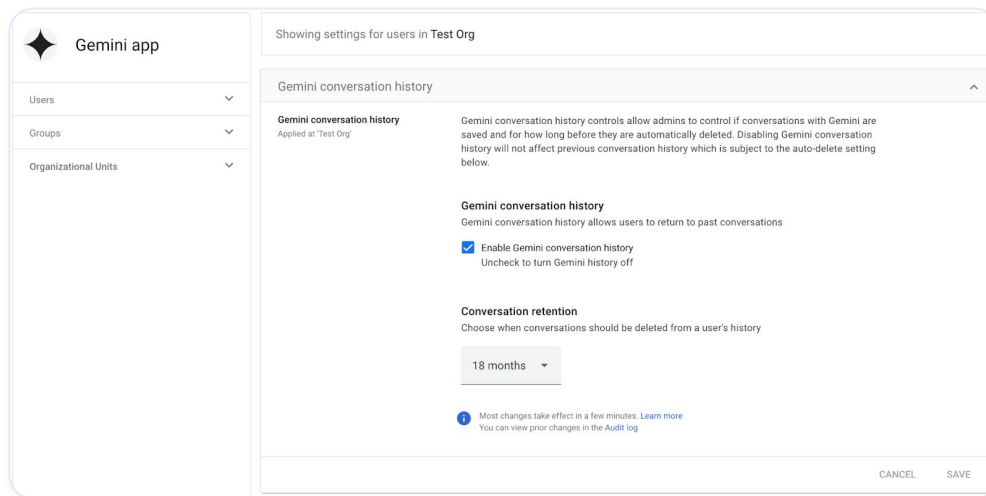 Gemini app
Users
Groups
Organizational Units
Showing settings for users in Test Org
Gemini conversation history
Gemini conversation history
Applied at 'Test Org'
Gemini conversation history controls allow admins to control if conversations with Gemini are
saved and for how long before they are automatically deleted. Disabling Gemini conversation
history will not affect previous conversation history which is subject to the auto-delete setting
below.
Gemini conversation history
Gemini conversation history allows users to return to past conversations
Enable Gemini conversation history
Uncheck to turn Gemini history off
Conversation retention
Choose when conversations should be deleted from a user's history
18 months
Most changes take effect in a few minutes. Learn more
You can view prior changes in the Audit log
CANCEL SAVE